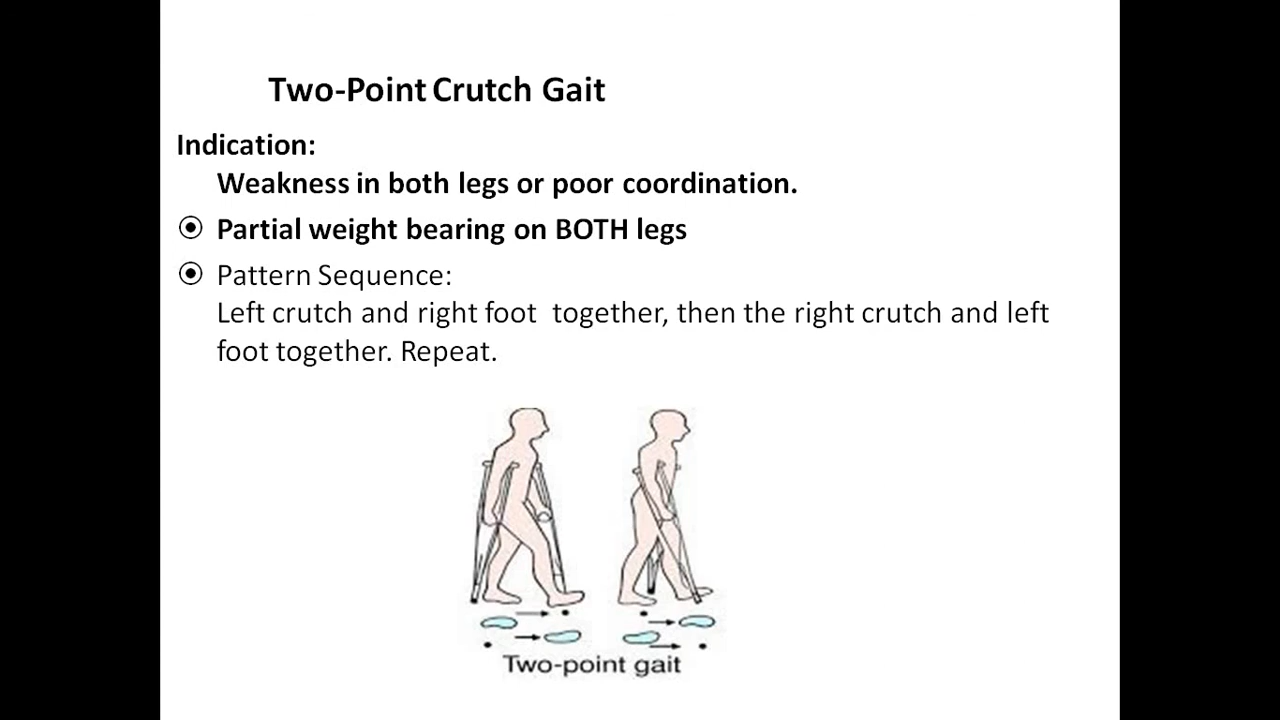 Two-Point Crutch Gait
Indication:
Weakness in both legs or poor coordination.
Partial weight bearing on BOTH legs
Pattern Sequence:
Left crutch and right foot  together, then the right crutch and left
foot together. Repeat.
Two-point gait